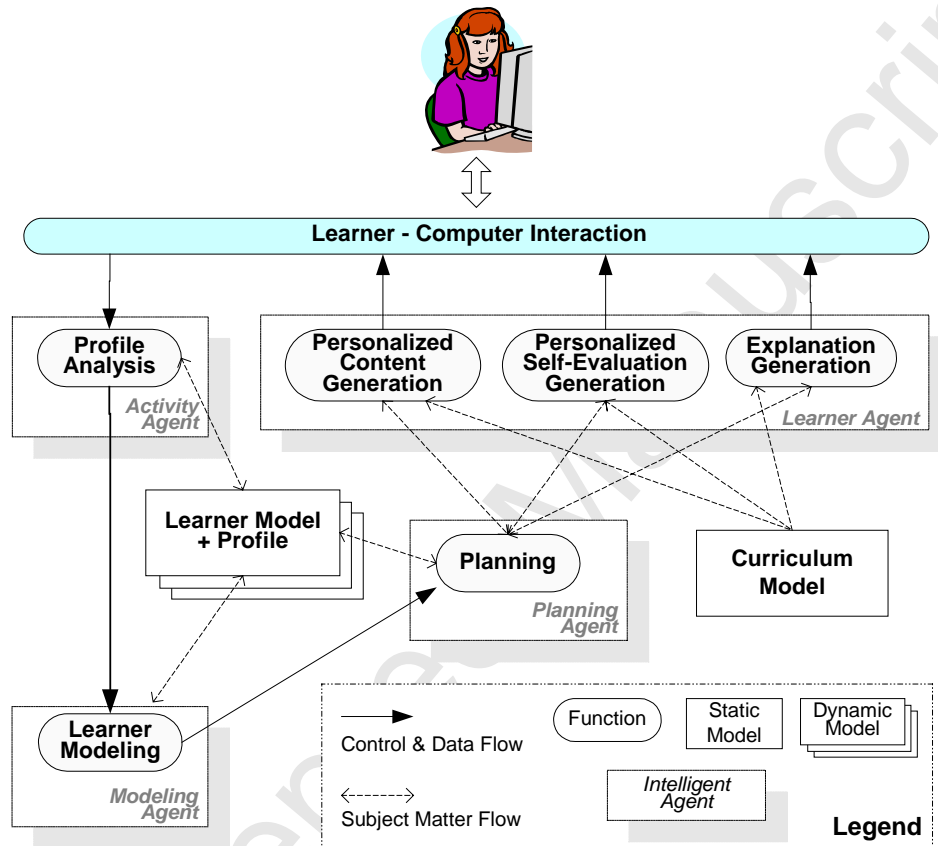 Learner - Computer Interaction
Profile
Analysis
Activity
Agent
Personalized
Content
Generation
Personalized
Self-Evaluation
Generation
Explanation
Generation
Learner Agent
Learner Model
+ Profile
Planning
Planning
Agent
Curriculum
Model
Learner
Modeling
Modeling
Agent
Control & Data Flow
Subject Matter Flow
Function
Static
Model
Dynamic
Model
Intelligent
Agent
Legend